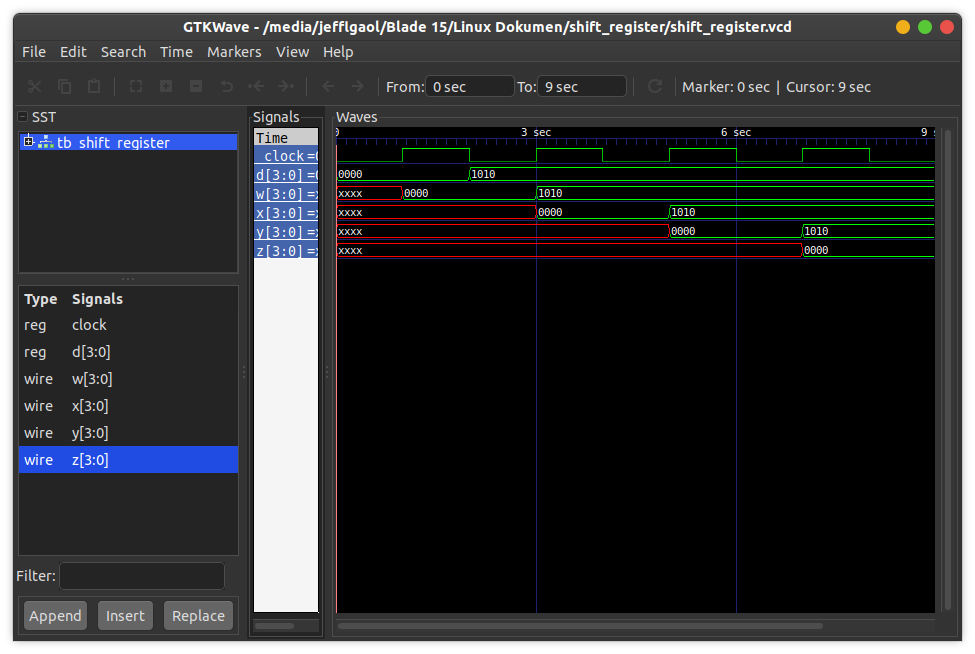 GTKWave - /media/jefflgaol/Blade 15/Linux Dokumen/shift_register/shift_register.vcd
File Edit Search Time Markers View Help
From: 0 sec To: 9 sec Marker: 0 sec | Cursor: 9 sec
SST
tb_shift_register
Type Signals
reg clock
reg d[3:0]
wire w[3:0]
wire x[3:0]
wire y[3:0]
wire z[3:0]
Filter:
Append Insert Replace
Signals
Time
clock =
d[3:0] =
w[3:0] =x
x[3:0] =x
y[3:0] =x
z[3:0] =x
Waves
0 3 sec 6 sec 9
0000 1010
xxxx 0000 1010
xxxx 0000 1010
xxxx 0000 1010
xxxx 0000